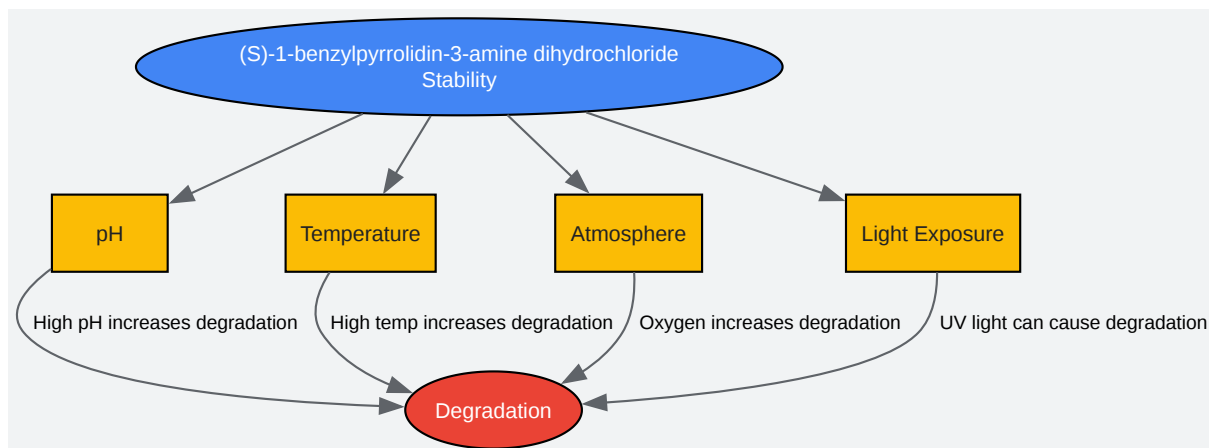 (S)-1-benzylpyrrolidin-3-amine dihydrochloride
Stability
pH
Temperature
Atmosphere
Light Exposure
High pH increases degradation
High temp increases degradation
Oxygen increases degradation
UV light can cause degradation
Degradation